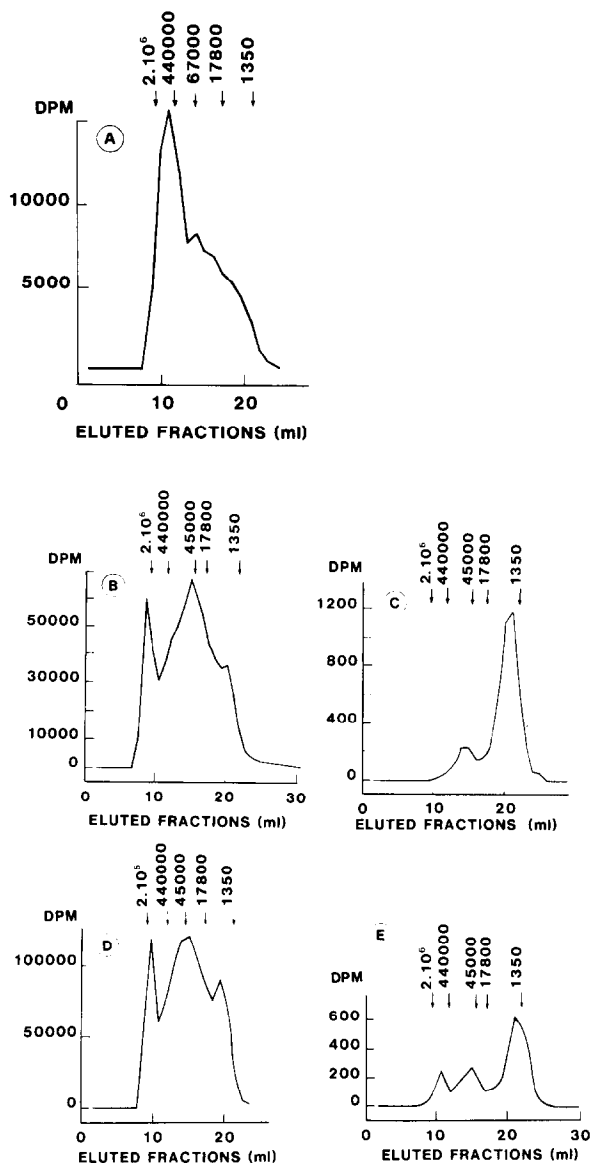 2.10⁶ 440000 67000 17800 1350
DPM
A
10000
5000
0 10 20
ELUTED FRACTIONS (ml)
2.10⁶ 440000 45000 17800 1350
DPM
B
50000
30000
10000
0
0 10 20 30
ELUTED FRACTIONS (ml)
2.10⁶ 440000 45000 17800 1350
DPM
C
1200
800
400
0
0 10 20
ELUTED FRACTIONS (ml)
2.10⁵ 440000 45000 17800 1350
DPM
D
100000
50000
0
0 10 20
ELUTED FRACTIONS (ml)
2.10⁶ 440000 45000 17800 1350
DPM
E
600
400
200
0
0 10 20 30
ELUTED FRACTIONS (ml)